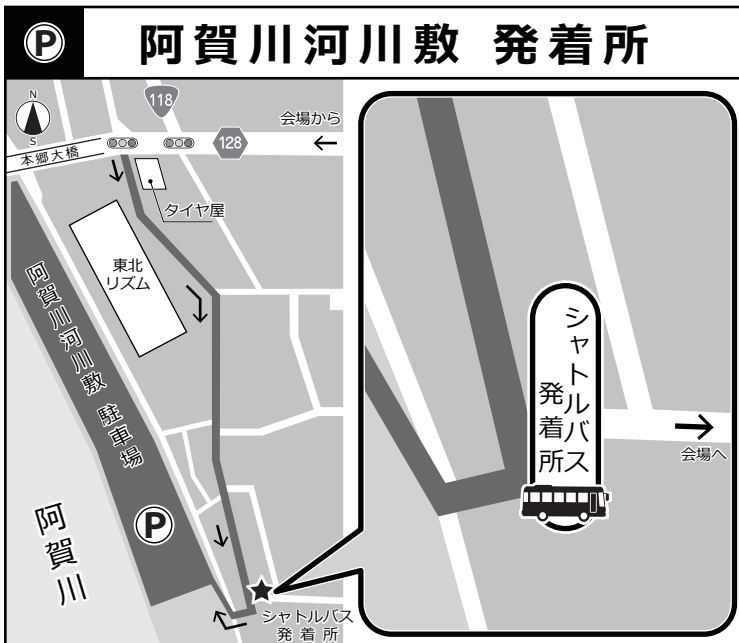 P
阿賀川河川敷 発着所
N
S
118
128
会場から
本郷大橋
タイヤ屋
東北
リズム
阿賀川河川敷 駐車場
P
阿賀川
シャトルバス
発着所
シャトルバス
発着所
会場へ